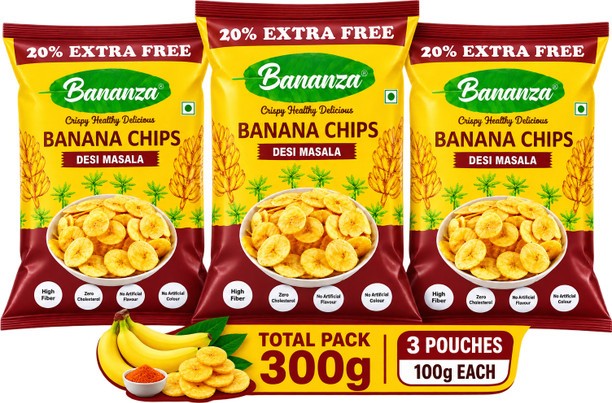 20% EXTRA FREE
Bananza®
Crispy Healthy Delicious
BANANA CHIPS
DESI MASALA
High Fiber
Zero Cholesterol
No Artificial Flavour
No Artificial Colour
20% EXTRA FREE
Bananza®
Crispy Healthy Delicious
BANANA CHIPS
DESI MASALA
High Fiber
Zero Cholesterol
No Artificial Flavour
No Artificial Colour
20% EXTRA FREE
Bananza®
Crispy Healthy Delicious
BANANA CHIPS
DESI MASALA
High Fiber
Zero Cholesterol
No Artificial Flavour
No Artificial Colour
TOTAL PACK
300g
3 POUCHES
100g EACH